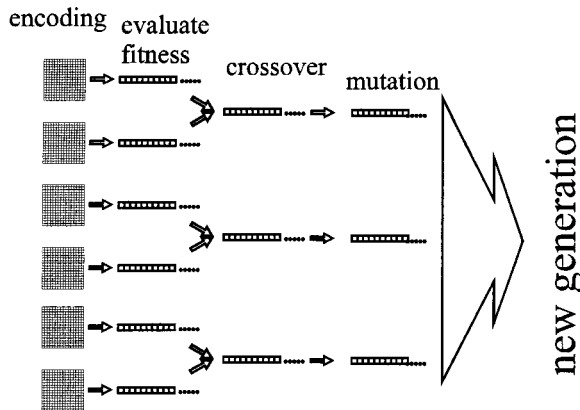 encoding
evaluate
fitness
crossover
mutation
new generation